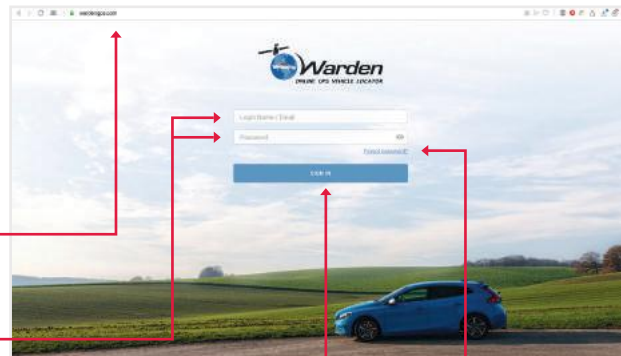 wardengps.com
Warden
ONLINE GPS VEHICLE LOCATOR
Login Name / Email
Password
Forgot password?
SIGN IN